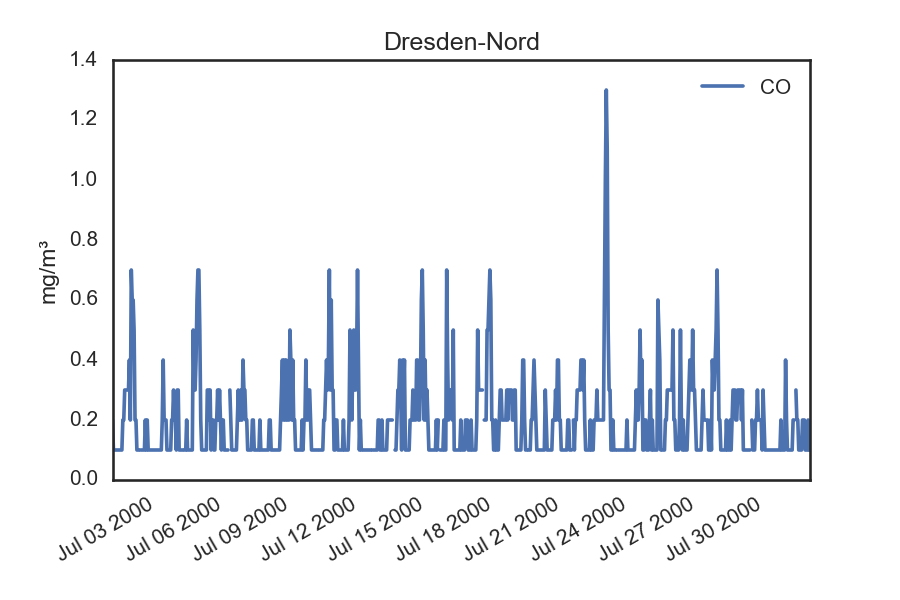 Dresden-Nord
1.4
1.2
1.0
0.8
0.6
0.4
0.2
0.0
mg/m³
CO
Jul 03 2000
Jul 06 2000
Jul 09 2000
Jul 12 2000
Jul 15 2000
Jul 18 2000
Jul 21 2000
Jul 24 2000
Jul 27 2000
Jul 30 2000